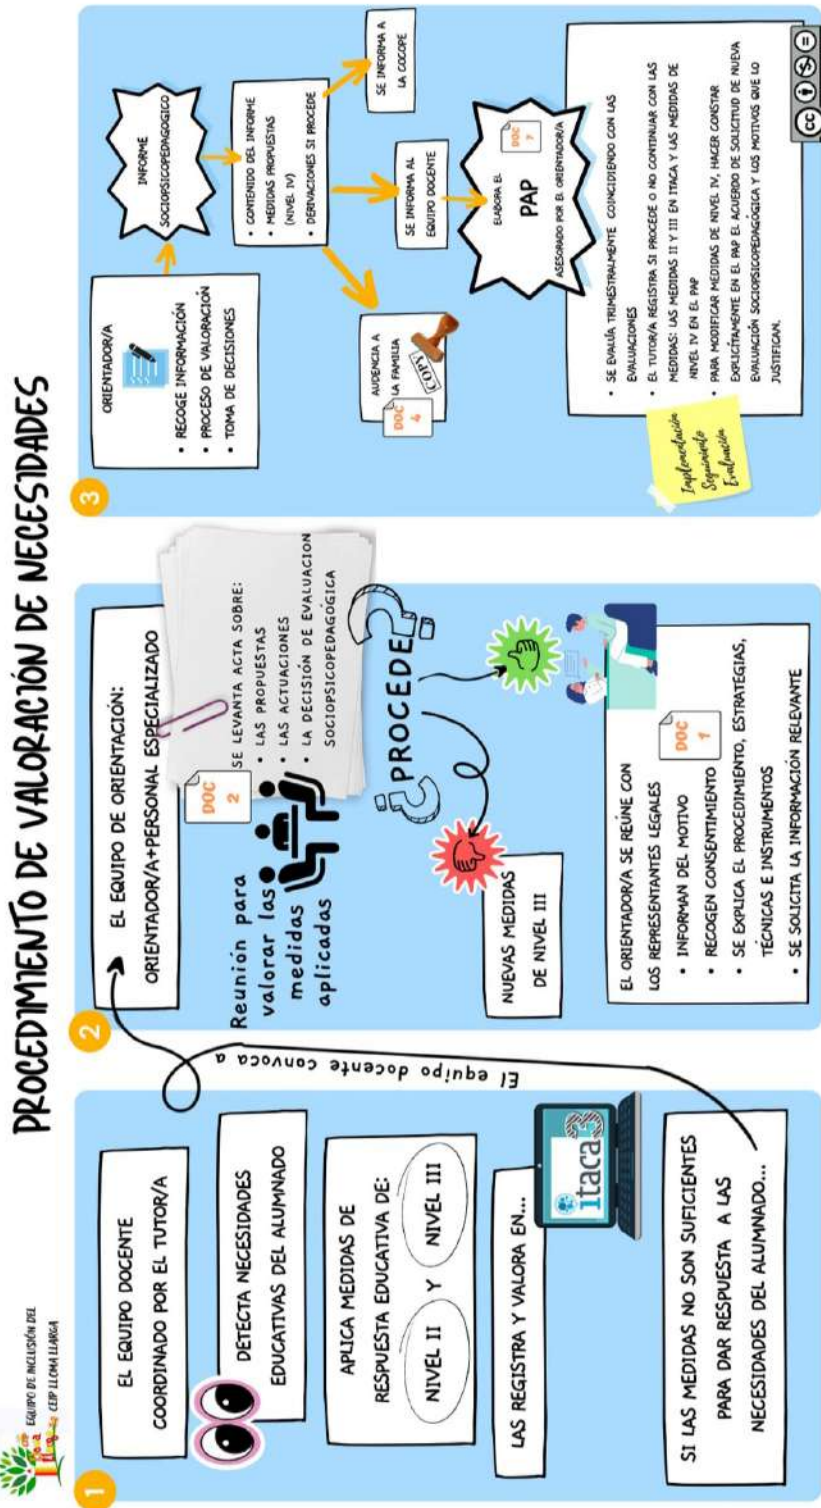 EQUIPO DE INCLUSIÓN DEL
CEIP LLOMA LLARGA
PROCEDIMIENTO DE VALORACIÓN DE NECESIDADES
1
EL EQUIPO DOCENTE
COORDINADO POR EL TUTOR/A
DETECTA NECESIDADES
EDUCATIVAS DEL ALUMNADO
APLICA MEDIDAS DE
RESPUESTA EDUCATIVA DE:
NIVEL II Y NIVEL III
LAS REGISTRA Y VALORA EN...
itaca3
SI LAS MEDIDAS NO SON SUFICIENTES
PARA DAR RESPUESTA A LAS
NECESIDADES DEL ALUMNADO...
El equipo docente convoca a
2
EL EQUIPO DE ORIENTACIÓN:
ORIENTADOR/A+PERSONAL ESPECIALIZADO
Reunión para
valorar las
medidas
aplicadas
DOC
2
SE LEVANTA ACTA SOBRE:
• LAS PROPUESTAS
• LAS ACTUACIONES
• LA DECISIÓN DE EVALUACION
SOCIOPSICOPEDAGÓGICA
¿PROCEDE?
NUEVAS MEDIDAS
DE NIVEL III
EL ORIENTADOR/A SE REÚNE CON
LOS REPRESENTANTES LEGALES
• INFORMAN DEL MOTIVO
• RECOGEN CONSENTIMIENTO
• SE EXPLICA EL PROCEDIMIENTO, ESTRATEGIAS,
TÉCNICAS E INSTRUMENTOS
• SE SOLICITA LA INFORMACIÓN RELEVANTE
DOC
1
3
ORIENTADOR/A
• RECOGE INFORMACIÓN
• PROCESO DE VALORACIÓN
• TOMA DE DECISIONES
INFORME
SOCIOPSICOPEDAGOGICO
• CONTENIDO DEL INFORME
• MEDIDAS PROPUESTAS
(NIVEL IV)
• DERIVACIONES SI PROCEDE
AUDENCIA A
LA FAMILIA
DOC
4
COPY
SE INFORMA AL
EQUIPO DOCENTE
SE INFORMA A
LA COCOPE
ELABORA EL
PAP
ASESORADO POR EL ORIENTADOR/A
DOC
7
Implementación
Seguimiento
Evaluación
• SE EVALÚA TRIMESTRALMENTE COINCIDIENDO CON LAS
EVALUACIONES
• EL TUTOR/A REGISTRA SI PROCEDE O NO CONTINUAR CON LAS
MEDIDAS: LAS MEDIDAS II Y III EN ITACA Y LAS MEDIDAS DE
NIVEL IV EN EL PAP
• PARA MODIFICAR MEDIDAS DE NIVEL IV, HACER CONSTAR
EXPLICÍTAMENTE EN EL PAP EL ACUERDO DE SOLICITUD DE NUEVA
EVALUACIÓN SOCIOPSICOPEDAGÓGICA Y LOS MOTIVOS QUE LO
JUSTIFICAN.
cc